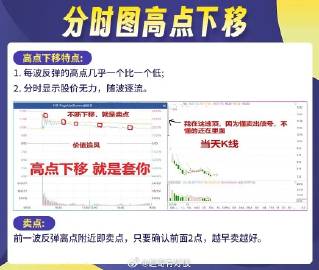 分时图高点下移
高点下移特点:
1. 每波反弹的高点几乎一个比一个低;
2. 分时显示股价无力,随波逐流。
不断下移,就是卖点
价值追风
高点下移 就是套你
我在这逃顶,因为懂卖出信号,不
懂的还在里面
当天K线
卖点:
前一波反弹高点附近即卖点,只要确认前面2点,越早卖越好。